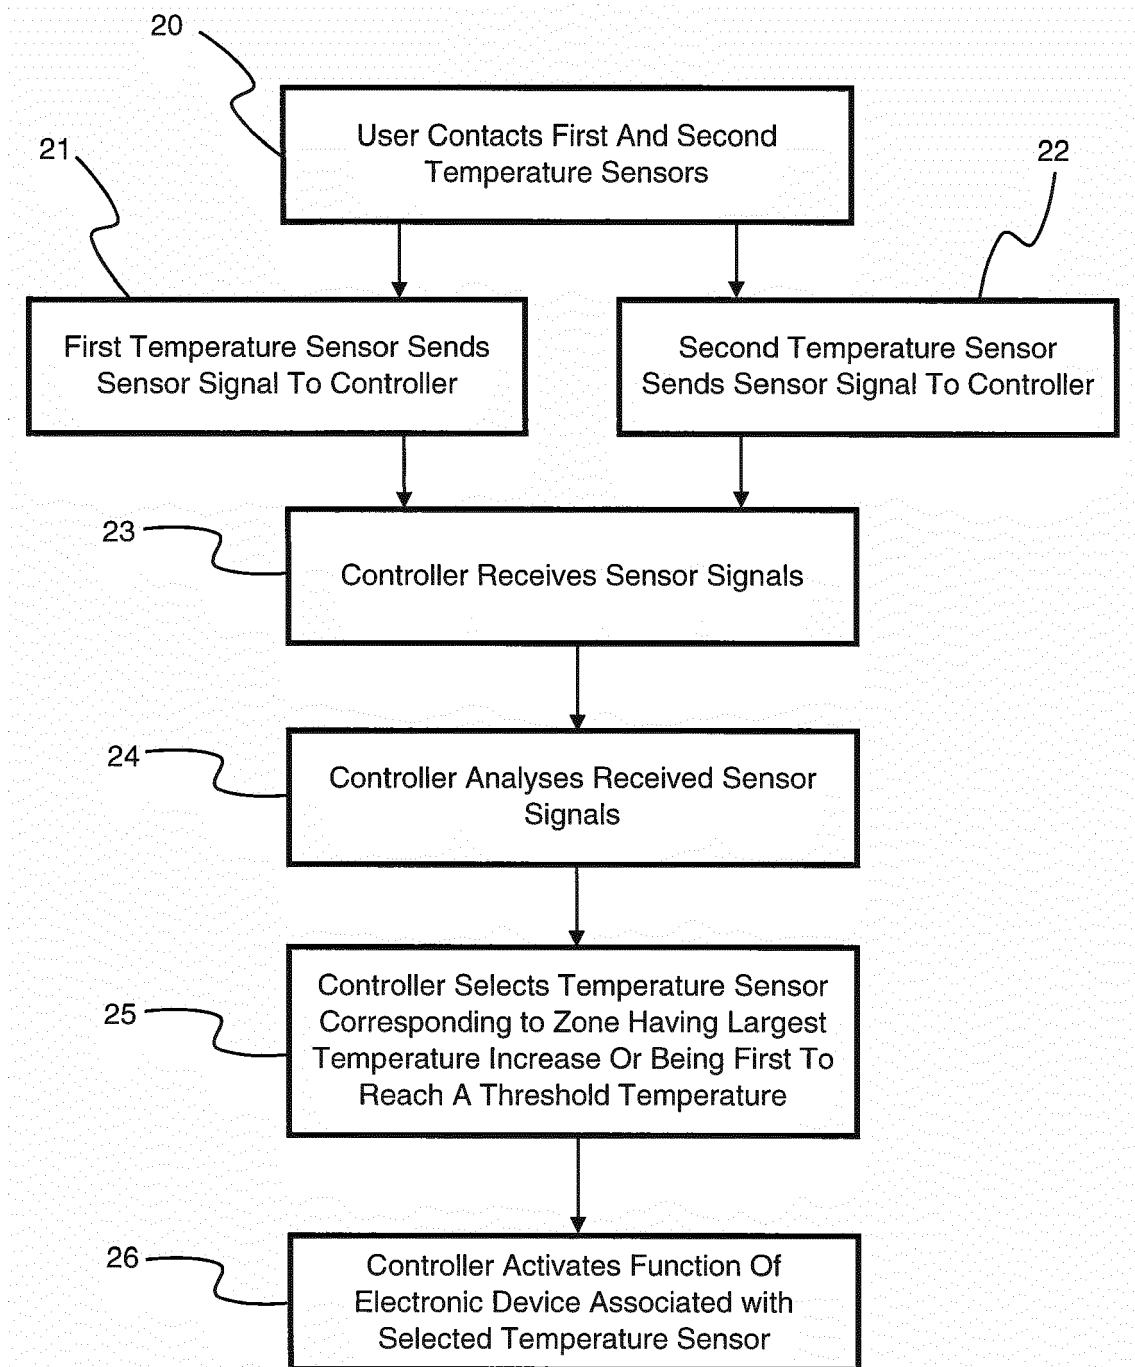 20
User Contacts First And Second
Temperature Sensors
21
22
First Temperature Sensor Sends
Sensor Signal To Controller
Second Temperature Sensor
Sends Sensor Signal To Controller
23
Controller Receives Sensor Signals
24
Controller Analyses Received Sensor
Signals
25
Controller Selects Temperature Sensor
Corresponding to Zone Having Largest
Temperature Increase Or Being First To
Reach A Threshold Temperature
26
Controller Activates Function Of
Electronic Device Associated with
Selected Temperature Sensor